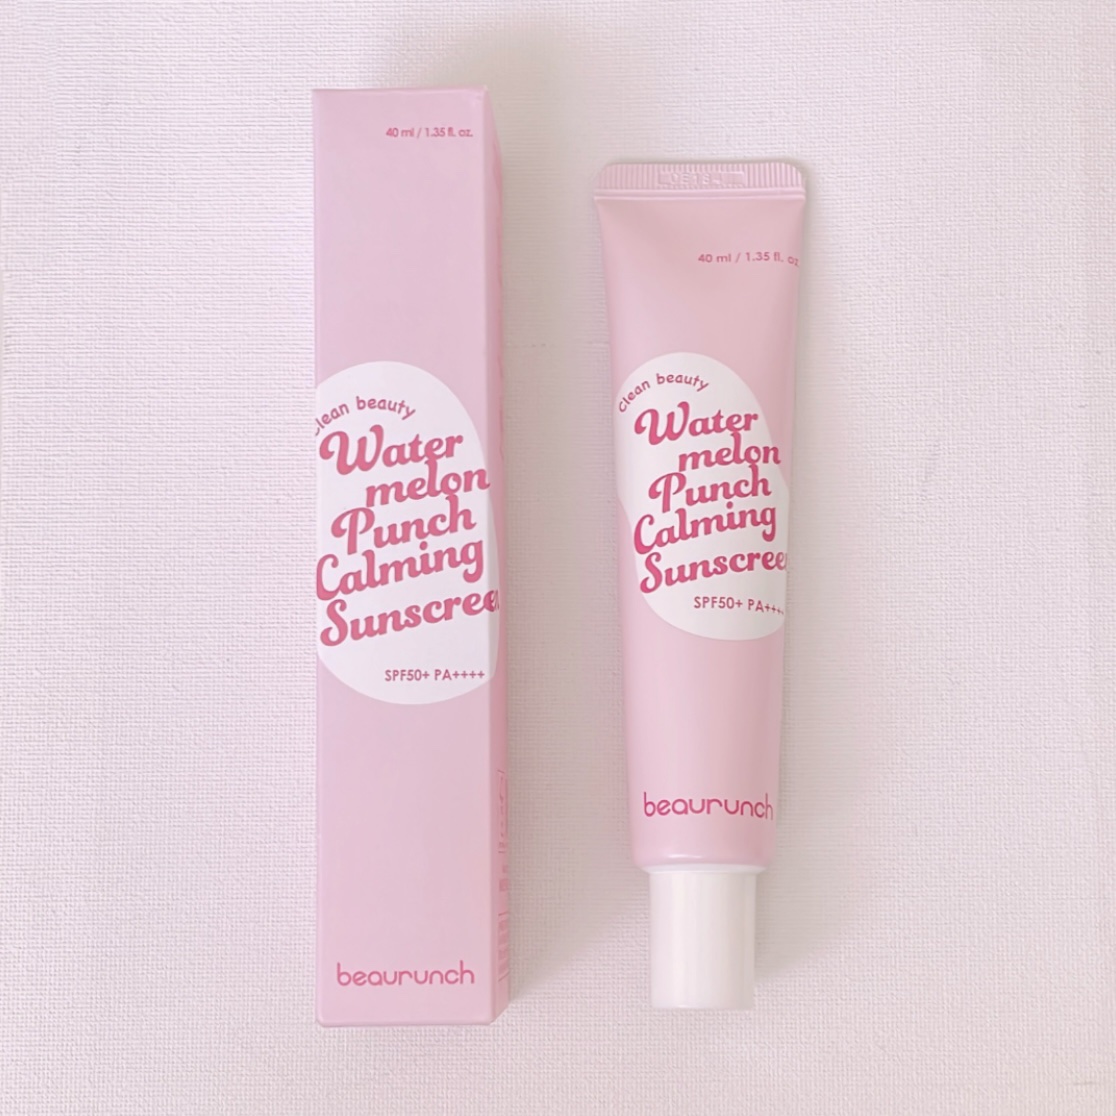 40 ml / 1.35 fl. oz.
Clean beauty
Water
melon
Punch
Calming
Sunscree
SPF50+ PA++++
beaurunch
40 ml / 1.35 fl. oz
Clean beauty
Water
melon
Punch
Calming
Sunscree
SPF50+ PA++++
beaurunch